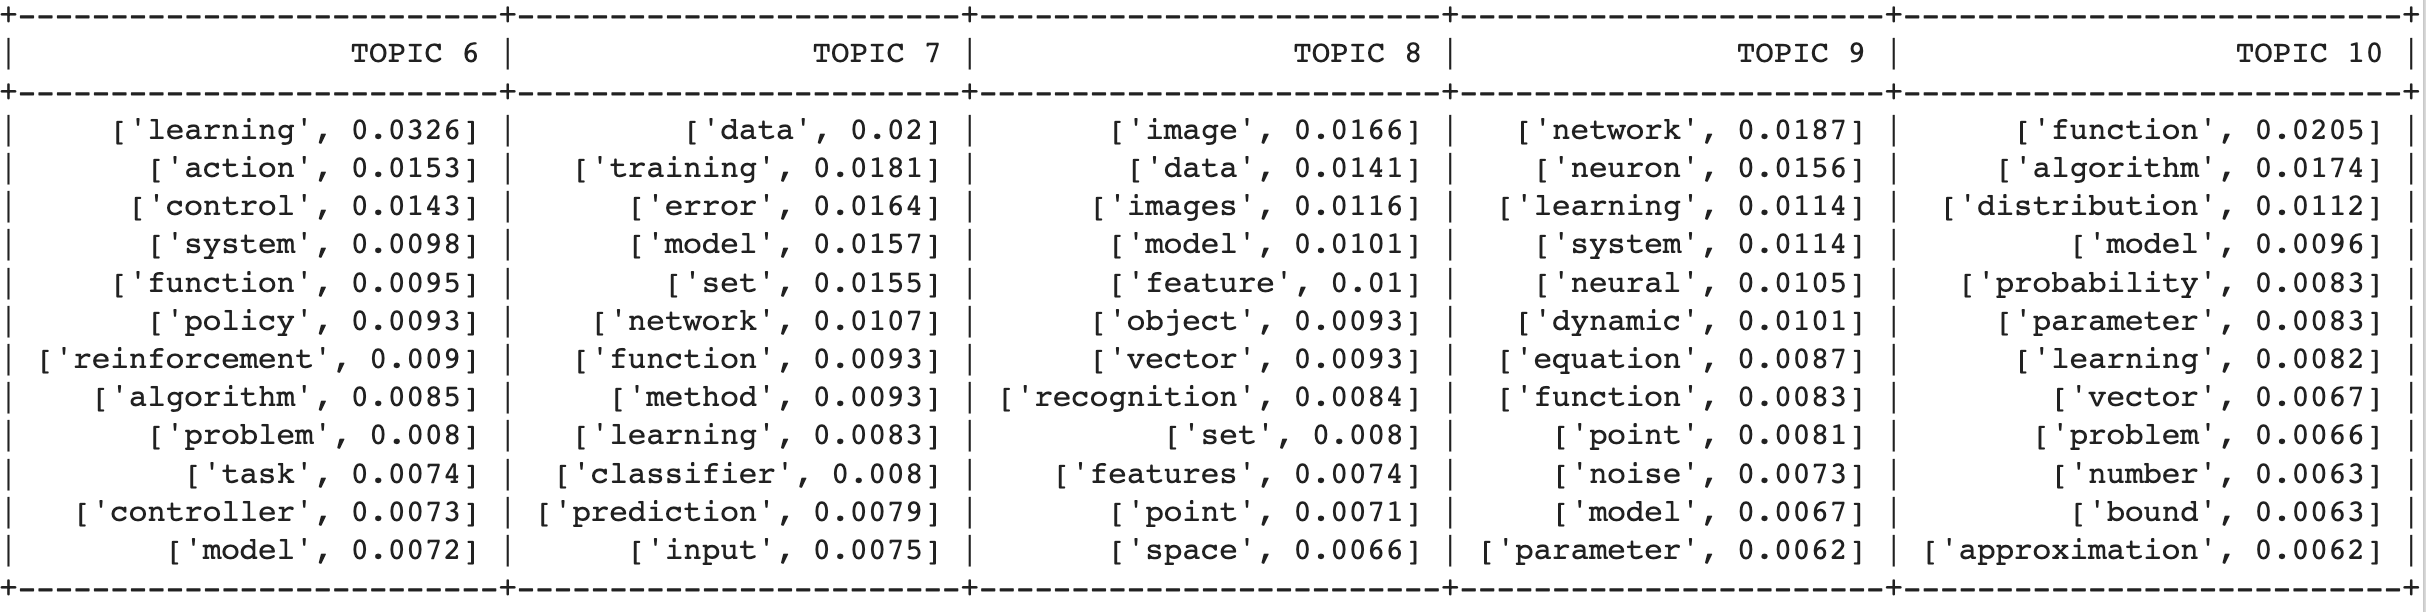 +--------------------------+-------------------------+-------------------------+-----------------------+---------------------------+
|                  TOPIC 6 |                 TOPIC 7 |                 TOPIC 8 |               TOPIC 9 |                  TOPIC 10 |
+--------------------------+-------------------------+-------------------------+-----------------------+---------------------------+
|     ['learning', 0.0326] |          ['data', 0.02] |       ['image', 0.0166] |   ['network', 0.0187] |      ['function', 0.0205] |
|       ['action', 0.0153] |    ['training', 0.0181] |        ['data', 0.0141] |    ['neuron', 0.0156] |     ['algorithm', 0.0174] |
|      ['control', 0.0143] |       ['error', 0.0164] |      ['images', 0.0116] |  ['learning', 0.0114] |  ['distribution', 0.0112] |
|       ['system', 0.0098] |       ['model', 0.0157] |       ['model', 0.0101] |    ['system', 0.0114] |         ['model', 0.0096] |
|     ['function', 0.0095] |         ['set', 0.0155] |       ['feature', 0.01] |    ['neural', 0.0105] |   ['probability', 0.0083] |
|       ['policy', 0.0093] |     ['network', 0.0107] |      ['object', 0.0093] |   ['dynamic', 0.0101] |     ['parameter', 0.0083] |
| ['reinforcement', 0.009] |    ['function', 0.0093] |      ['vector', 0.0093] |  ['equation', 0.0087] |      ['learning', 0.0082] |
|    ['algorithm', 0.0085] |      ['method', 0.0093] | ['recognition', 0.0084] |  ['function', 0.0083] |        ['vector', 0.0067] |
|       ['problem', 0.008] |    ['learning', 0.0083] |          ['set', 0.008] |     ['point', 0.0081] |       ['problem', 0.0066] |
|         ['task', 0.0074] |   ['classifier', 0.008] |    ['features', 0.0074] |     ['noise', 0.0073] |        ['number', 0.0063] |
|   ['controller', 0.0073] |  ['prediction', 0.0079] |       ['point', 0.0071] |     ['model', 0.0067] |         ['bound', 0.0063] |
|        ['model', 0.0072] |       ['input', 0.0075] |       ['space', 0.0066] | ['parameter', 0.0062] | ['approximation', 0.0062] |
+--------------------------+-------------------------+-------------------------+-----------------------+---------------------------+